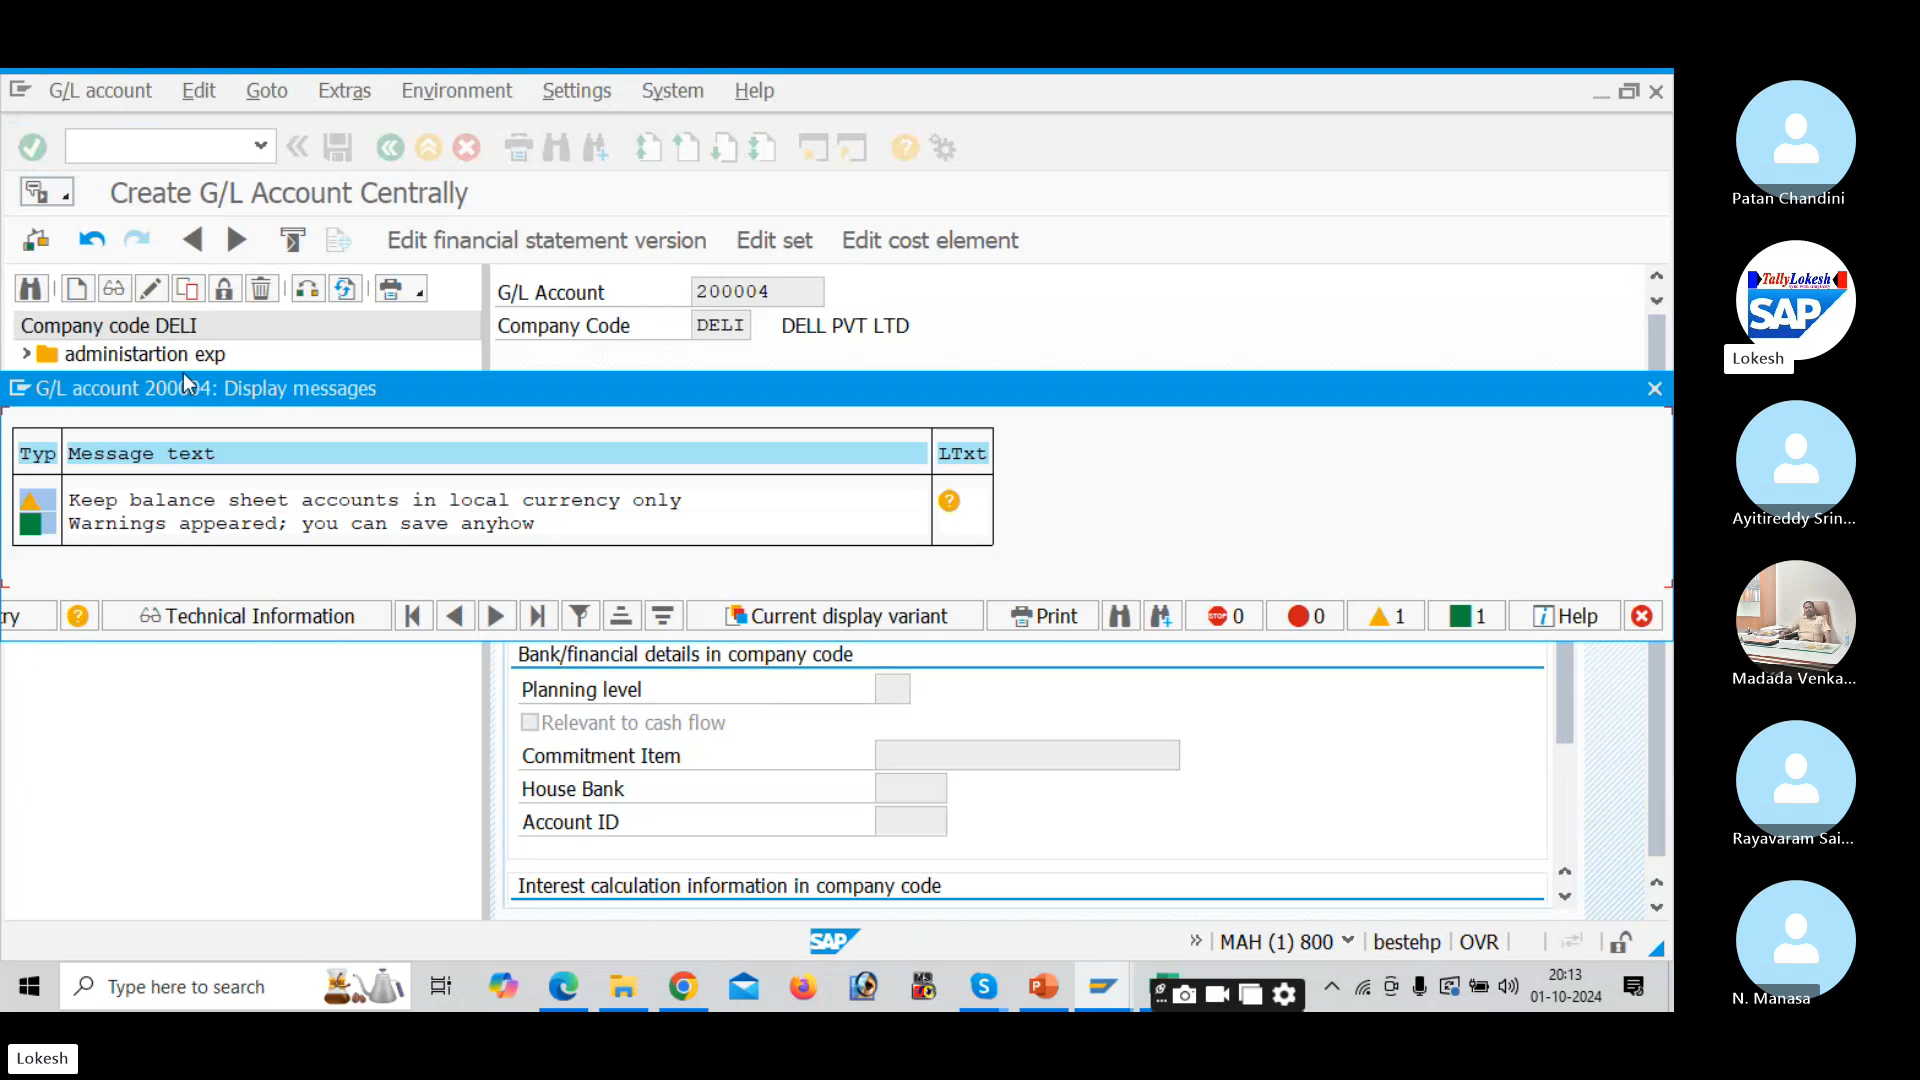 G/L account Edit Goto Extras Environment Settings System Help
Create G/L Account Centrally
Edit financial statement version Edit set Edit cost element
G/L Account 200004
Company code DELI
Company Code DELI DELL PVT LTD
administartion exp
G/L account 200004: Display messages
Typ Message text LTxt
Keep balance sheet accounts in local currency only
Warnings appeared; you can save anyhow
ry Technical Information Current display variant Print STOP 0 0 1 1 Help
Bank/financial details in company code
Planning level
Relevant to cash flow
Commitment Item
House Bank
Account ID
Interest calculation information in company code
SAP MAH (1) 800 bestehp OVR
Type here to search
20:13
01-10-2024
Patan Chandini
TallyLokesh
SAP
Lokesh
Ayitireddy Srin...
Madada Venka...
Rayavaram Sai...
N. Manasa
Lokesh